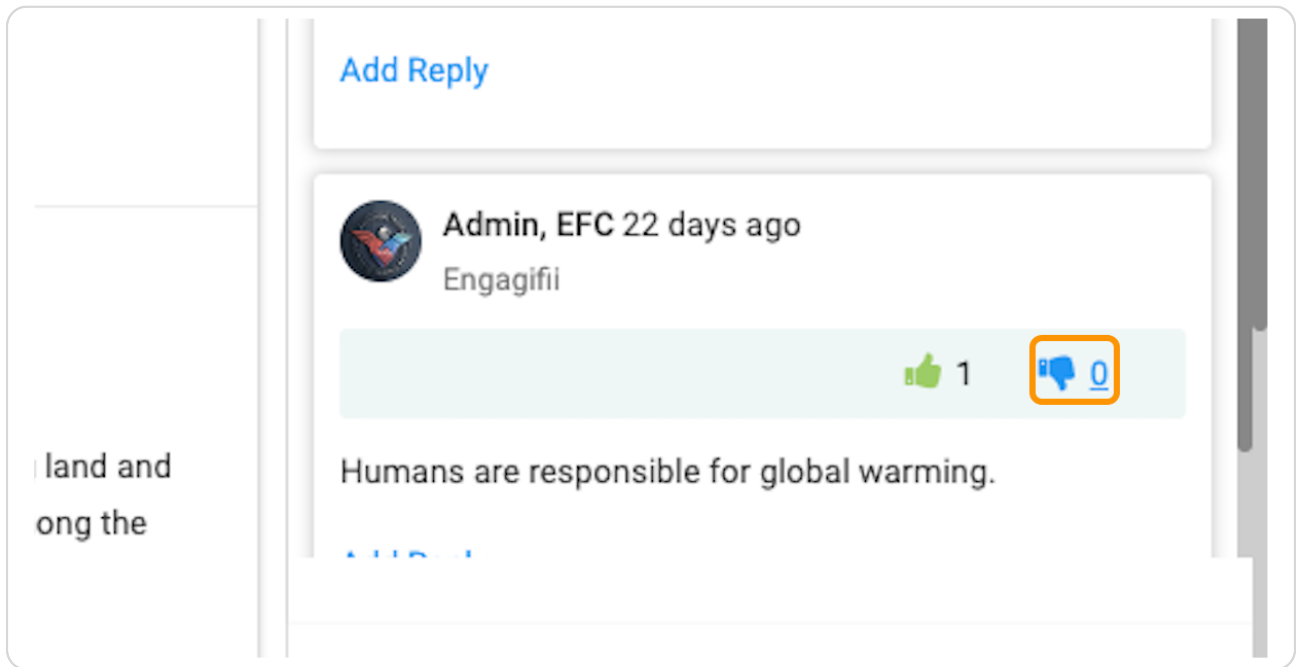 Add Reply
Admin, EFC 22 days ago
Engagifii
1 0
Humans are responsible for global warming.
land and
ong the